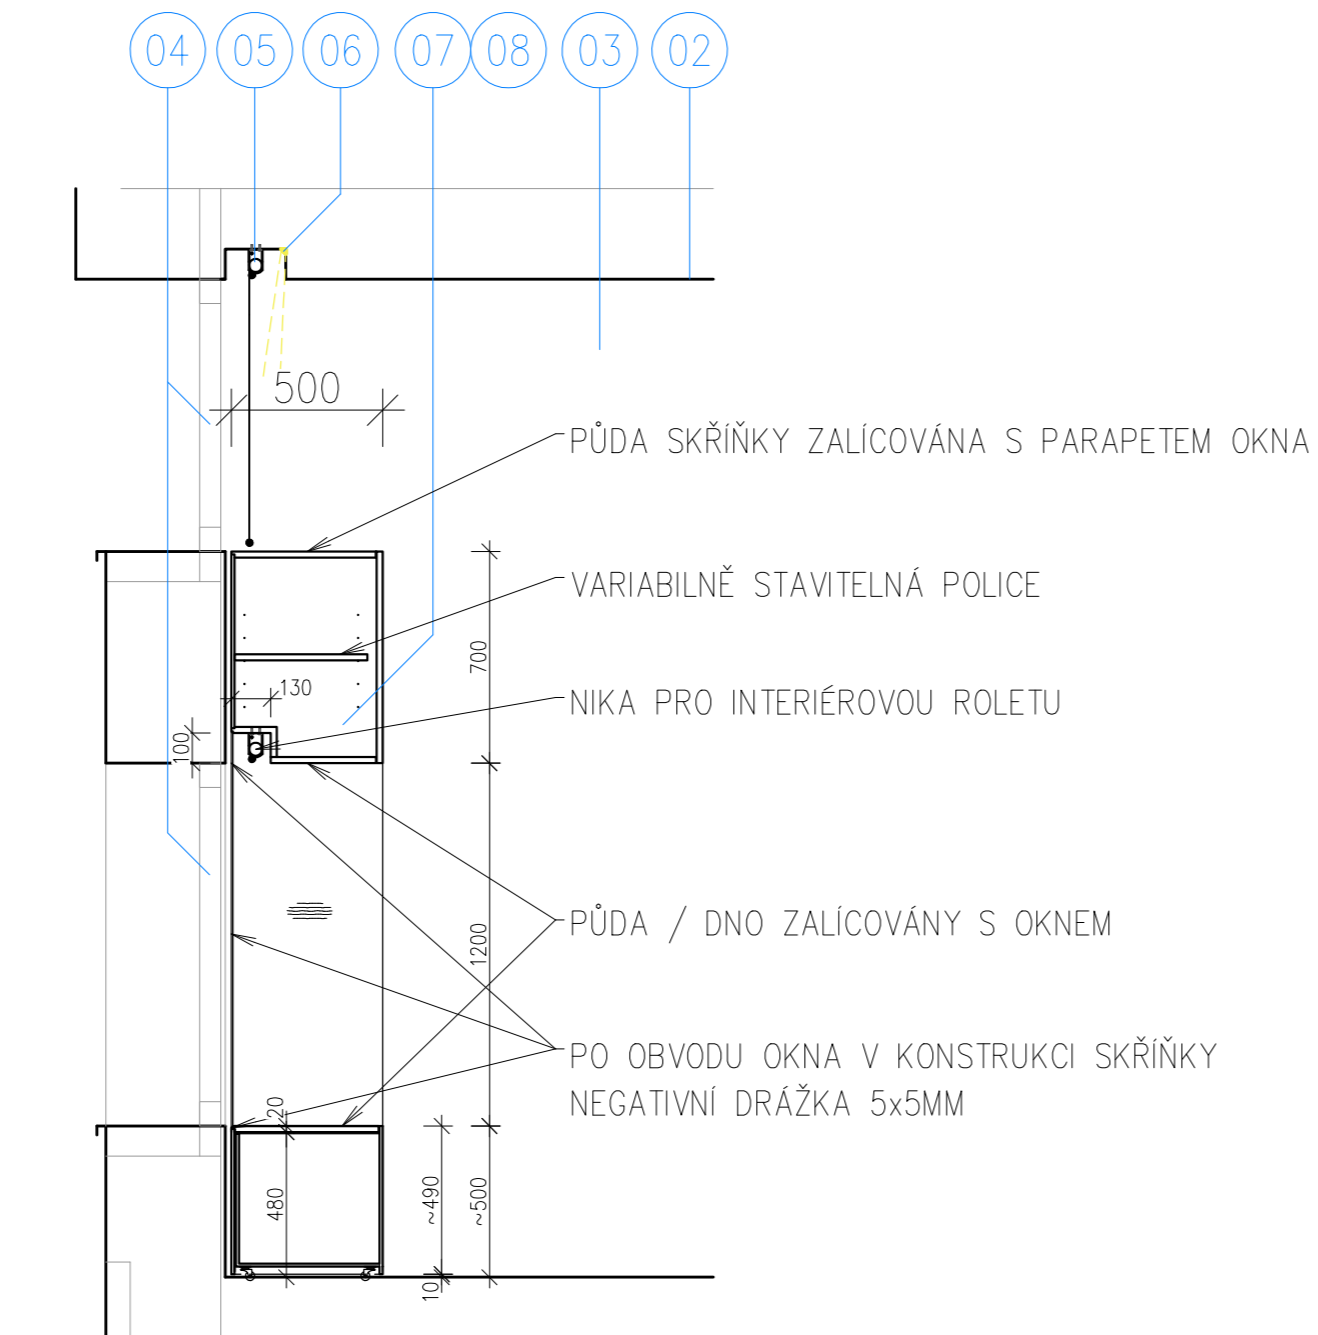 04 05 06 07 08 03 02
500
PŮDA SKŘÍŇKY ZALÍCOVÁNA S PARAPETEM OKNA
VARIABILNĚ STAVITELNÁ POLICE
700
130
NIKA PRO INTERIÉROVOU ROLETU
100
PŮDA / DNO ZALÍCOVÁNY S OKNEM
1200
PO OBVODU OKNA V KONSTRUKCI SKŘÍŇKY
NEGATIVNÍ DRÁŽKA 5x5MM
20
480
~490
~500
10